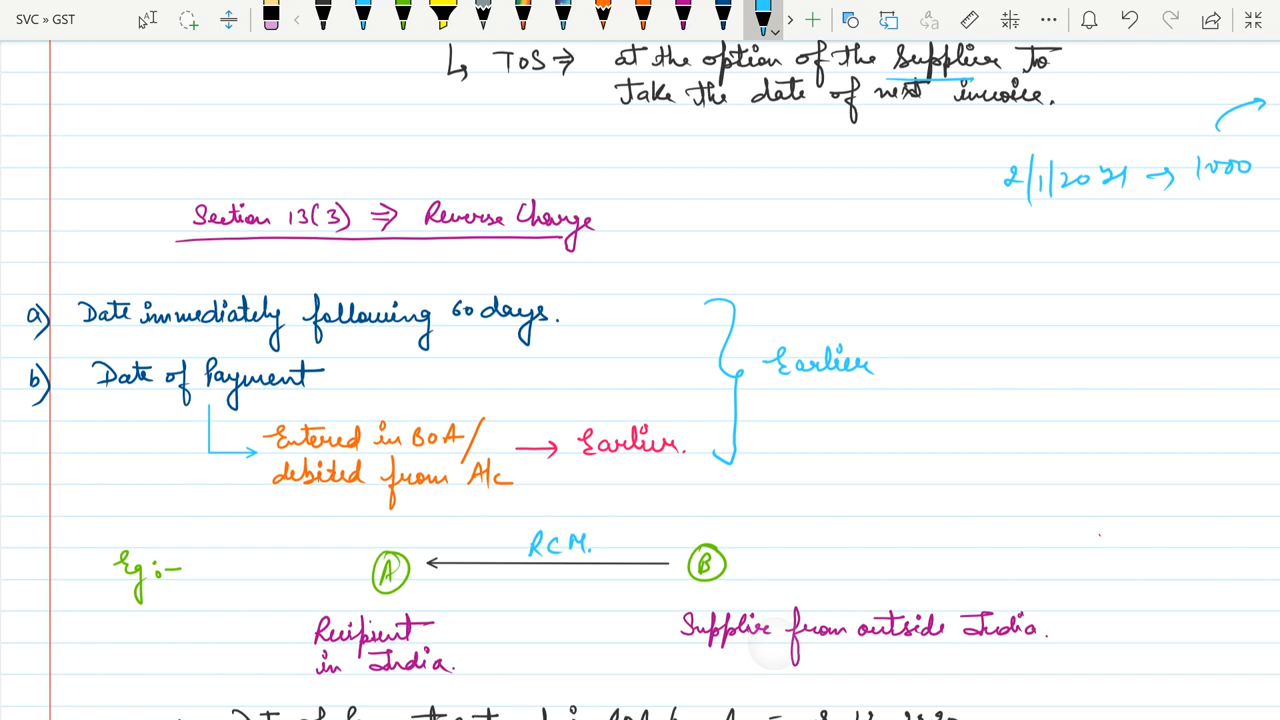 SVC » GST
↳ TOS ⇒ at the option of the supplier to
take the date of next invoice.
2/1/2021 → 1000
Section 13(3) ⇒ Reverse Charge
a) Date immediately following 60 days.
b) Date of Payment
Earlier
Entered in BOA/
debited from A/c → Earlier.
RCM.
Eg:- A ← B
Recipient
in India.
Supplier from outside India.